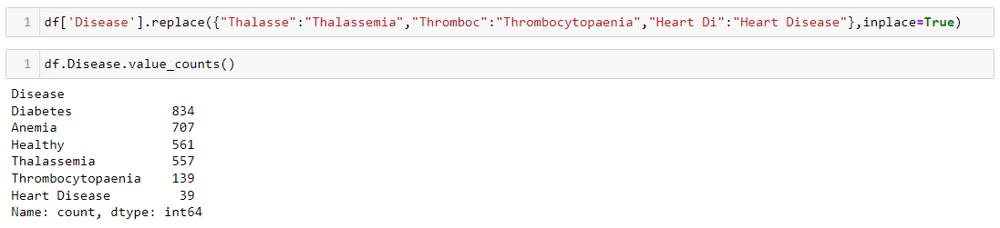 1 df['Disease'].replace({"Thalasse":"Thalassemia","Thromboc":"Thrombocytopaenia","Heart Di":"Heart Disease"},inplace=True)
1 df.Disease.value_counts()
Disease
Diabetes 834
Anemia 707
Healthy 561
Thalassemia 557
Thrombocytopaenia 139
Heart Disease 39
Name: count, dtype: int64